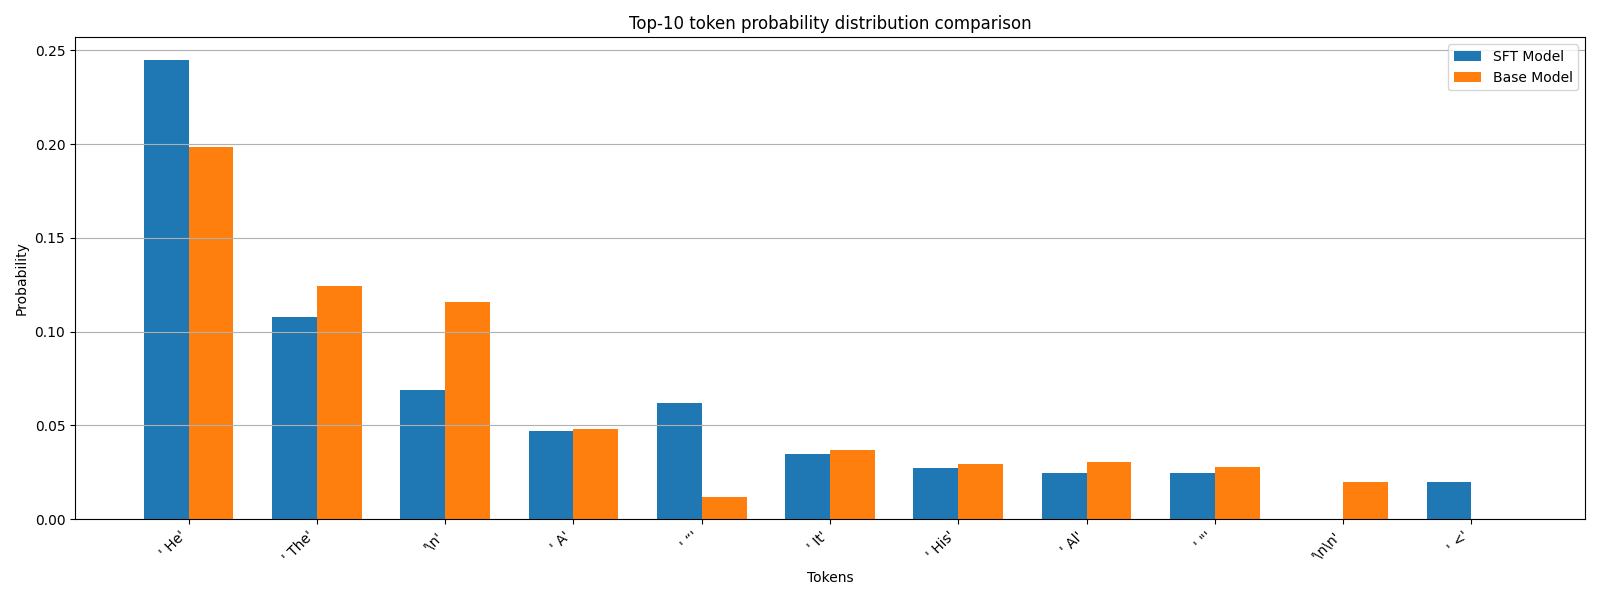 Top-10 token probability distribution comparison
SFT Model
Base Model
Probability
0.25
0.20
0.15
0.10
0.05
0.00
' He'
' The'
'\n'
' A'
' “'
' It'
' His'
' Al'
' "'
'\n\n'
' <'
Tokens